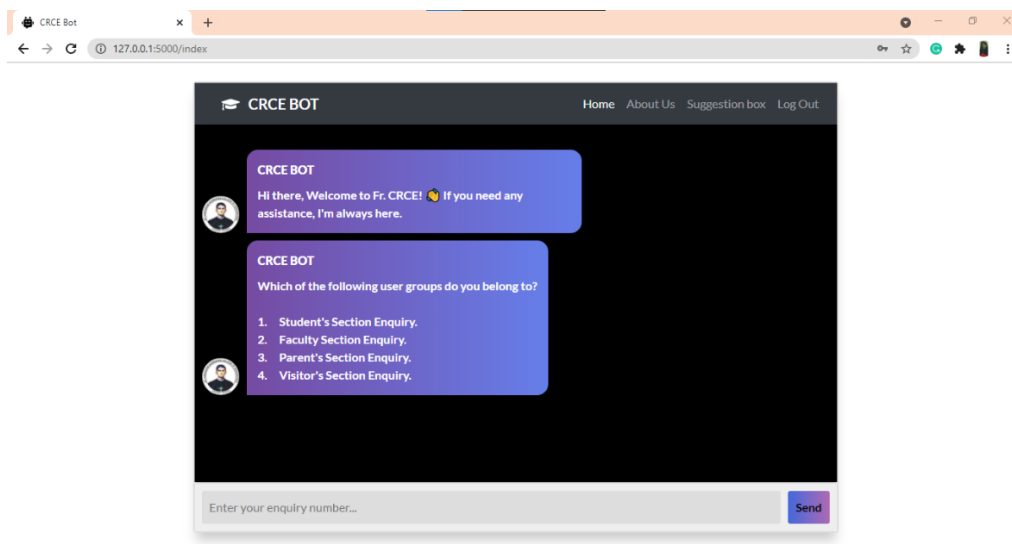 CRCE Bot
127.0.0.1:5000/index
CRCE BOT
Home About Us Suggestion box Log Out
CRCE BOT
Hi there, Welcome to Fr. CRCE! 👏 If you need any
assistance, I'm always here.
CRCE BOT
Which of the following user groups do you belong to?
1. Student's Section Enquiry.
2. Faculty Section Enquiry.
3. Parent's Section Enquiry.
4. Visitor's Section Enquiry.
Enter your enquiry number...
Send